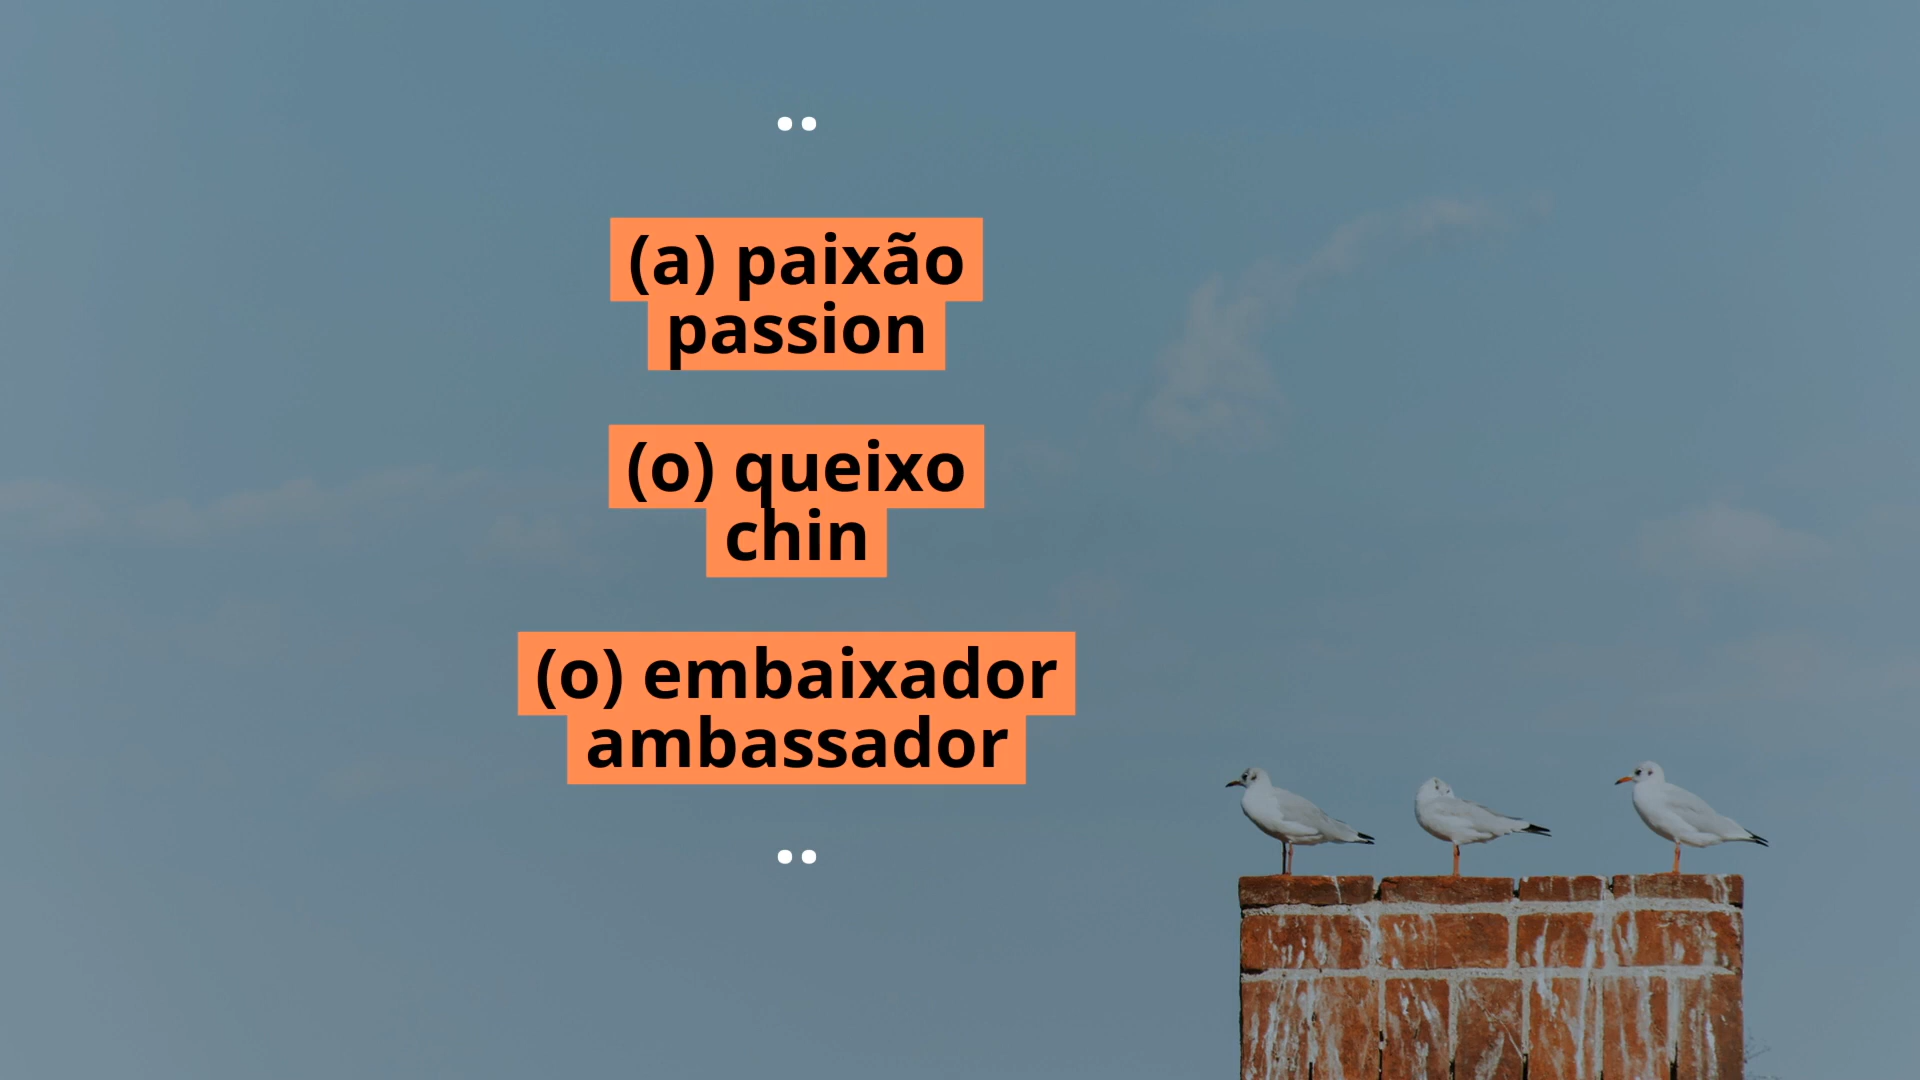 ..
(a) paixão
passion
(o) queixo
chin
(o) embaixador
ambassador
..